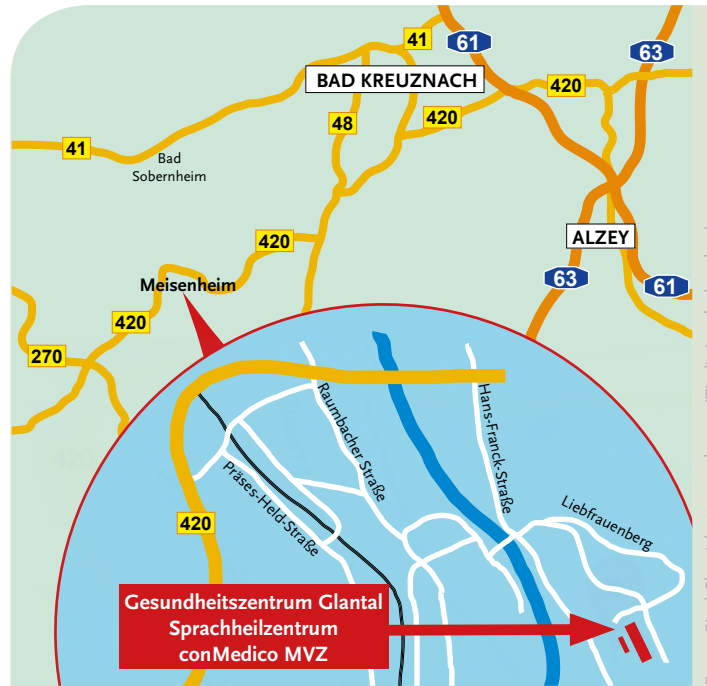 41
61
63
BAD KREUZNACH
420
420
48
41
Bad
Sobernheim
420
ALZEY
Meisenheim
63
61
420
270
Raumbacher Straße
Hans-Franck-Straße
Präses-Held-Straße
Liebfrauenberg
420
Gesundheitszentrum Glantal
Sprachheilzentrum
conMedico MVZ